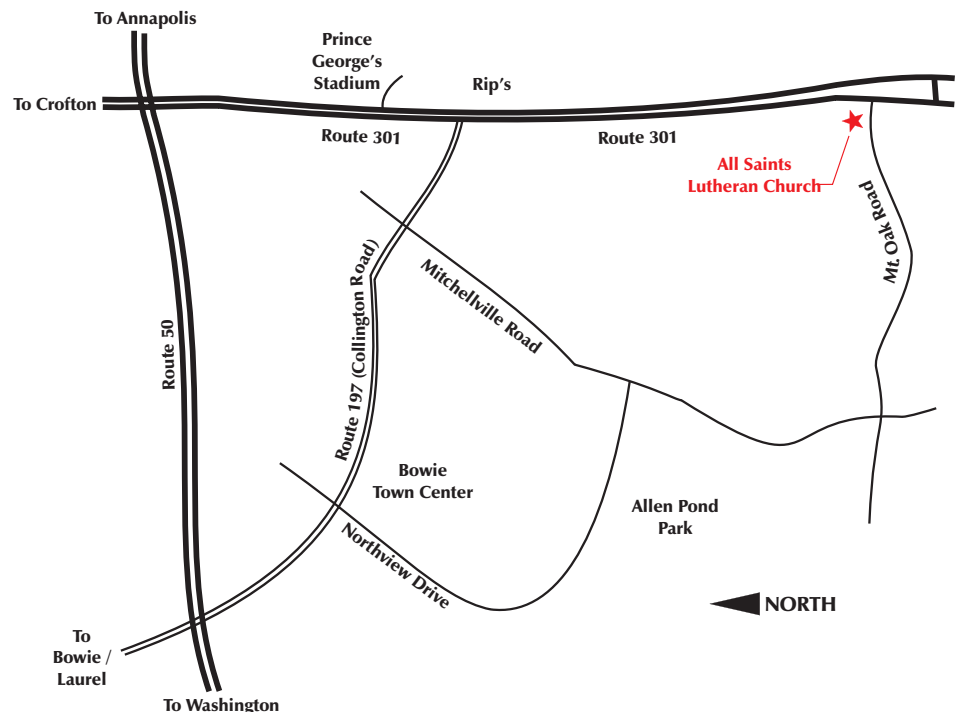 To Annapolis
Prince
George's
Stadium
Rip's
To Crofton
Route 301
Route 301
All Saints
Lutheran Church
Mt. Oak Road
Mitchellville Road
Route 50
Route 197 (Collington Road)
Bowie
Town Center
Allen Pond
Park
Northview Drive
NORTH
To
Bowie /
Laurel
To Washington